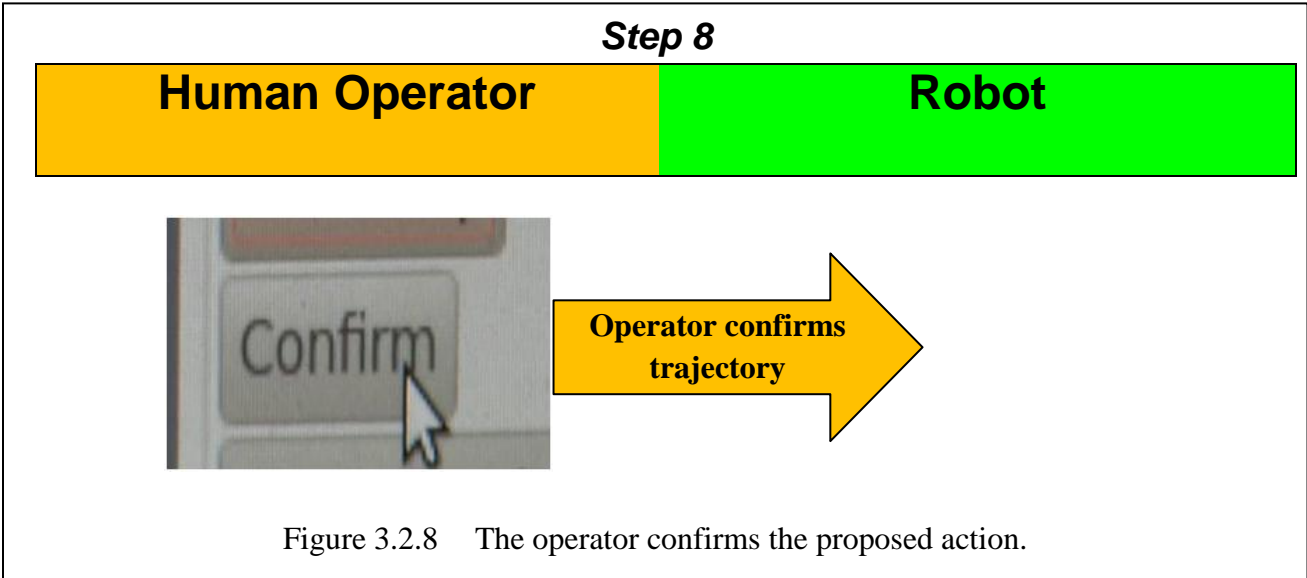 Step 8
Human Operator
Robot
Confirm
Operator confirms
trajectory
Figure 3.2.8 The operator confirms the proposed action.